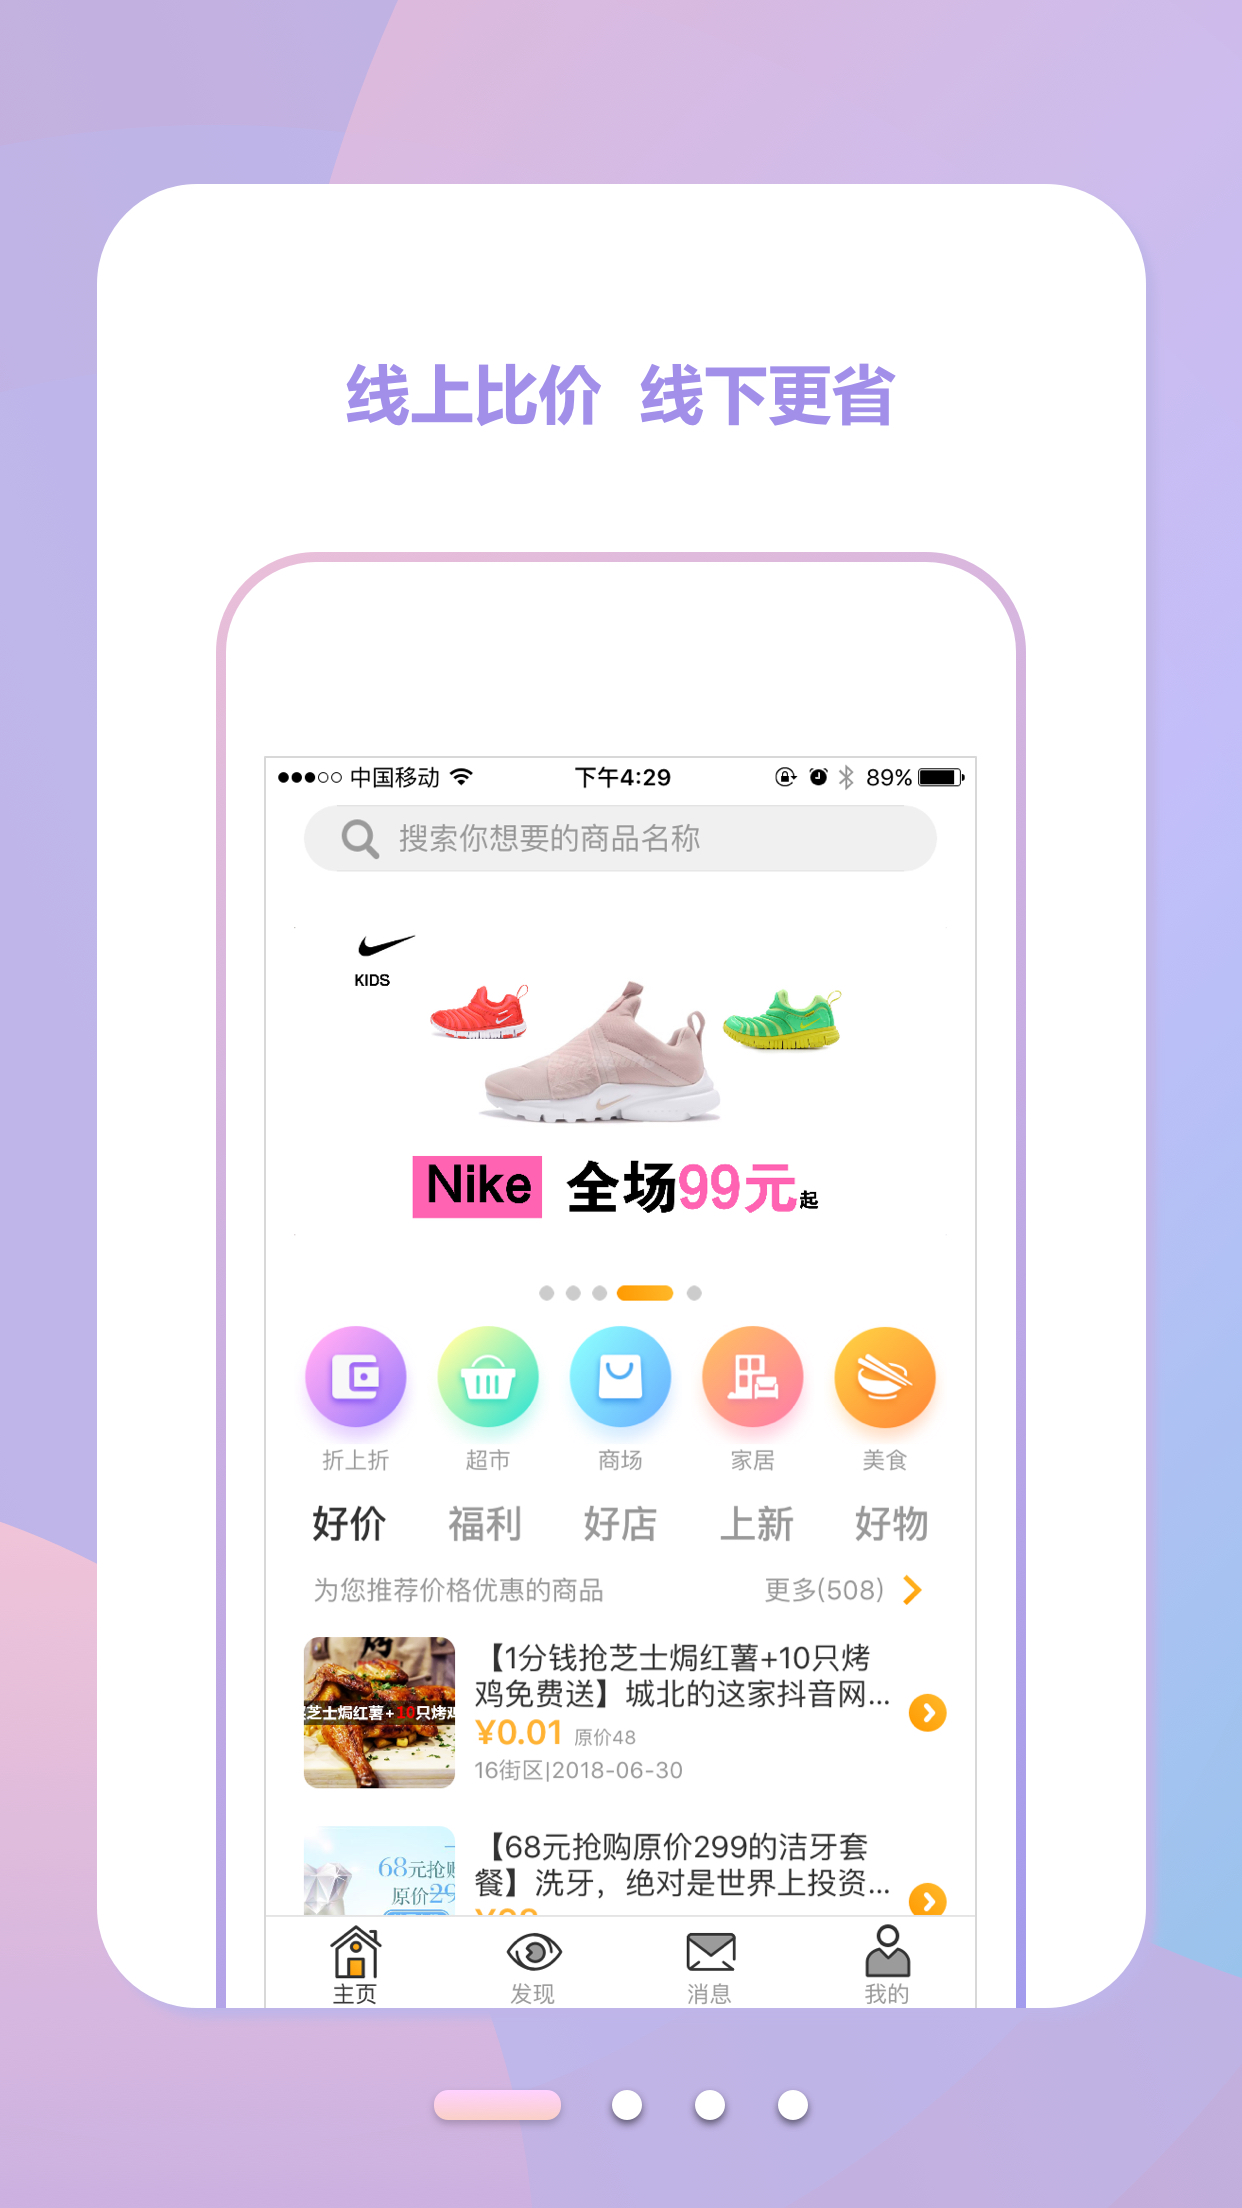 线上比价 线下更省
中国移动 下午4:29 89%
搜索你想要的商品名称
KIDS
Nike 全场99元起
折上折 超市 商场 家居 美食
好价 福利 好店 上新 好物
为您推荐价格优惠的商品 更多(508)
芝士焗红薯+10只烤鸡
【1分钱抢芝士焗红薯+10只烤
鸡免费送】城北的这家抖音网...
¥0.01 原价48
16街区|2018-06-30
68元抢购
原价29
【68元抢购原价299的洁牙套
餐】洗牙，绝对是世界上投资...
主页 发现 消息 我的